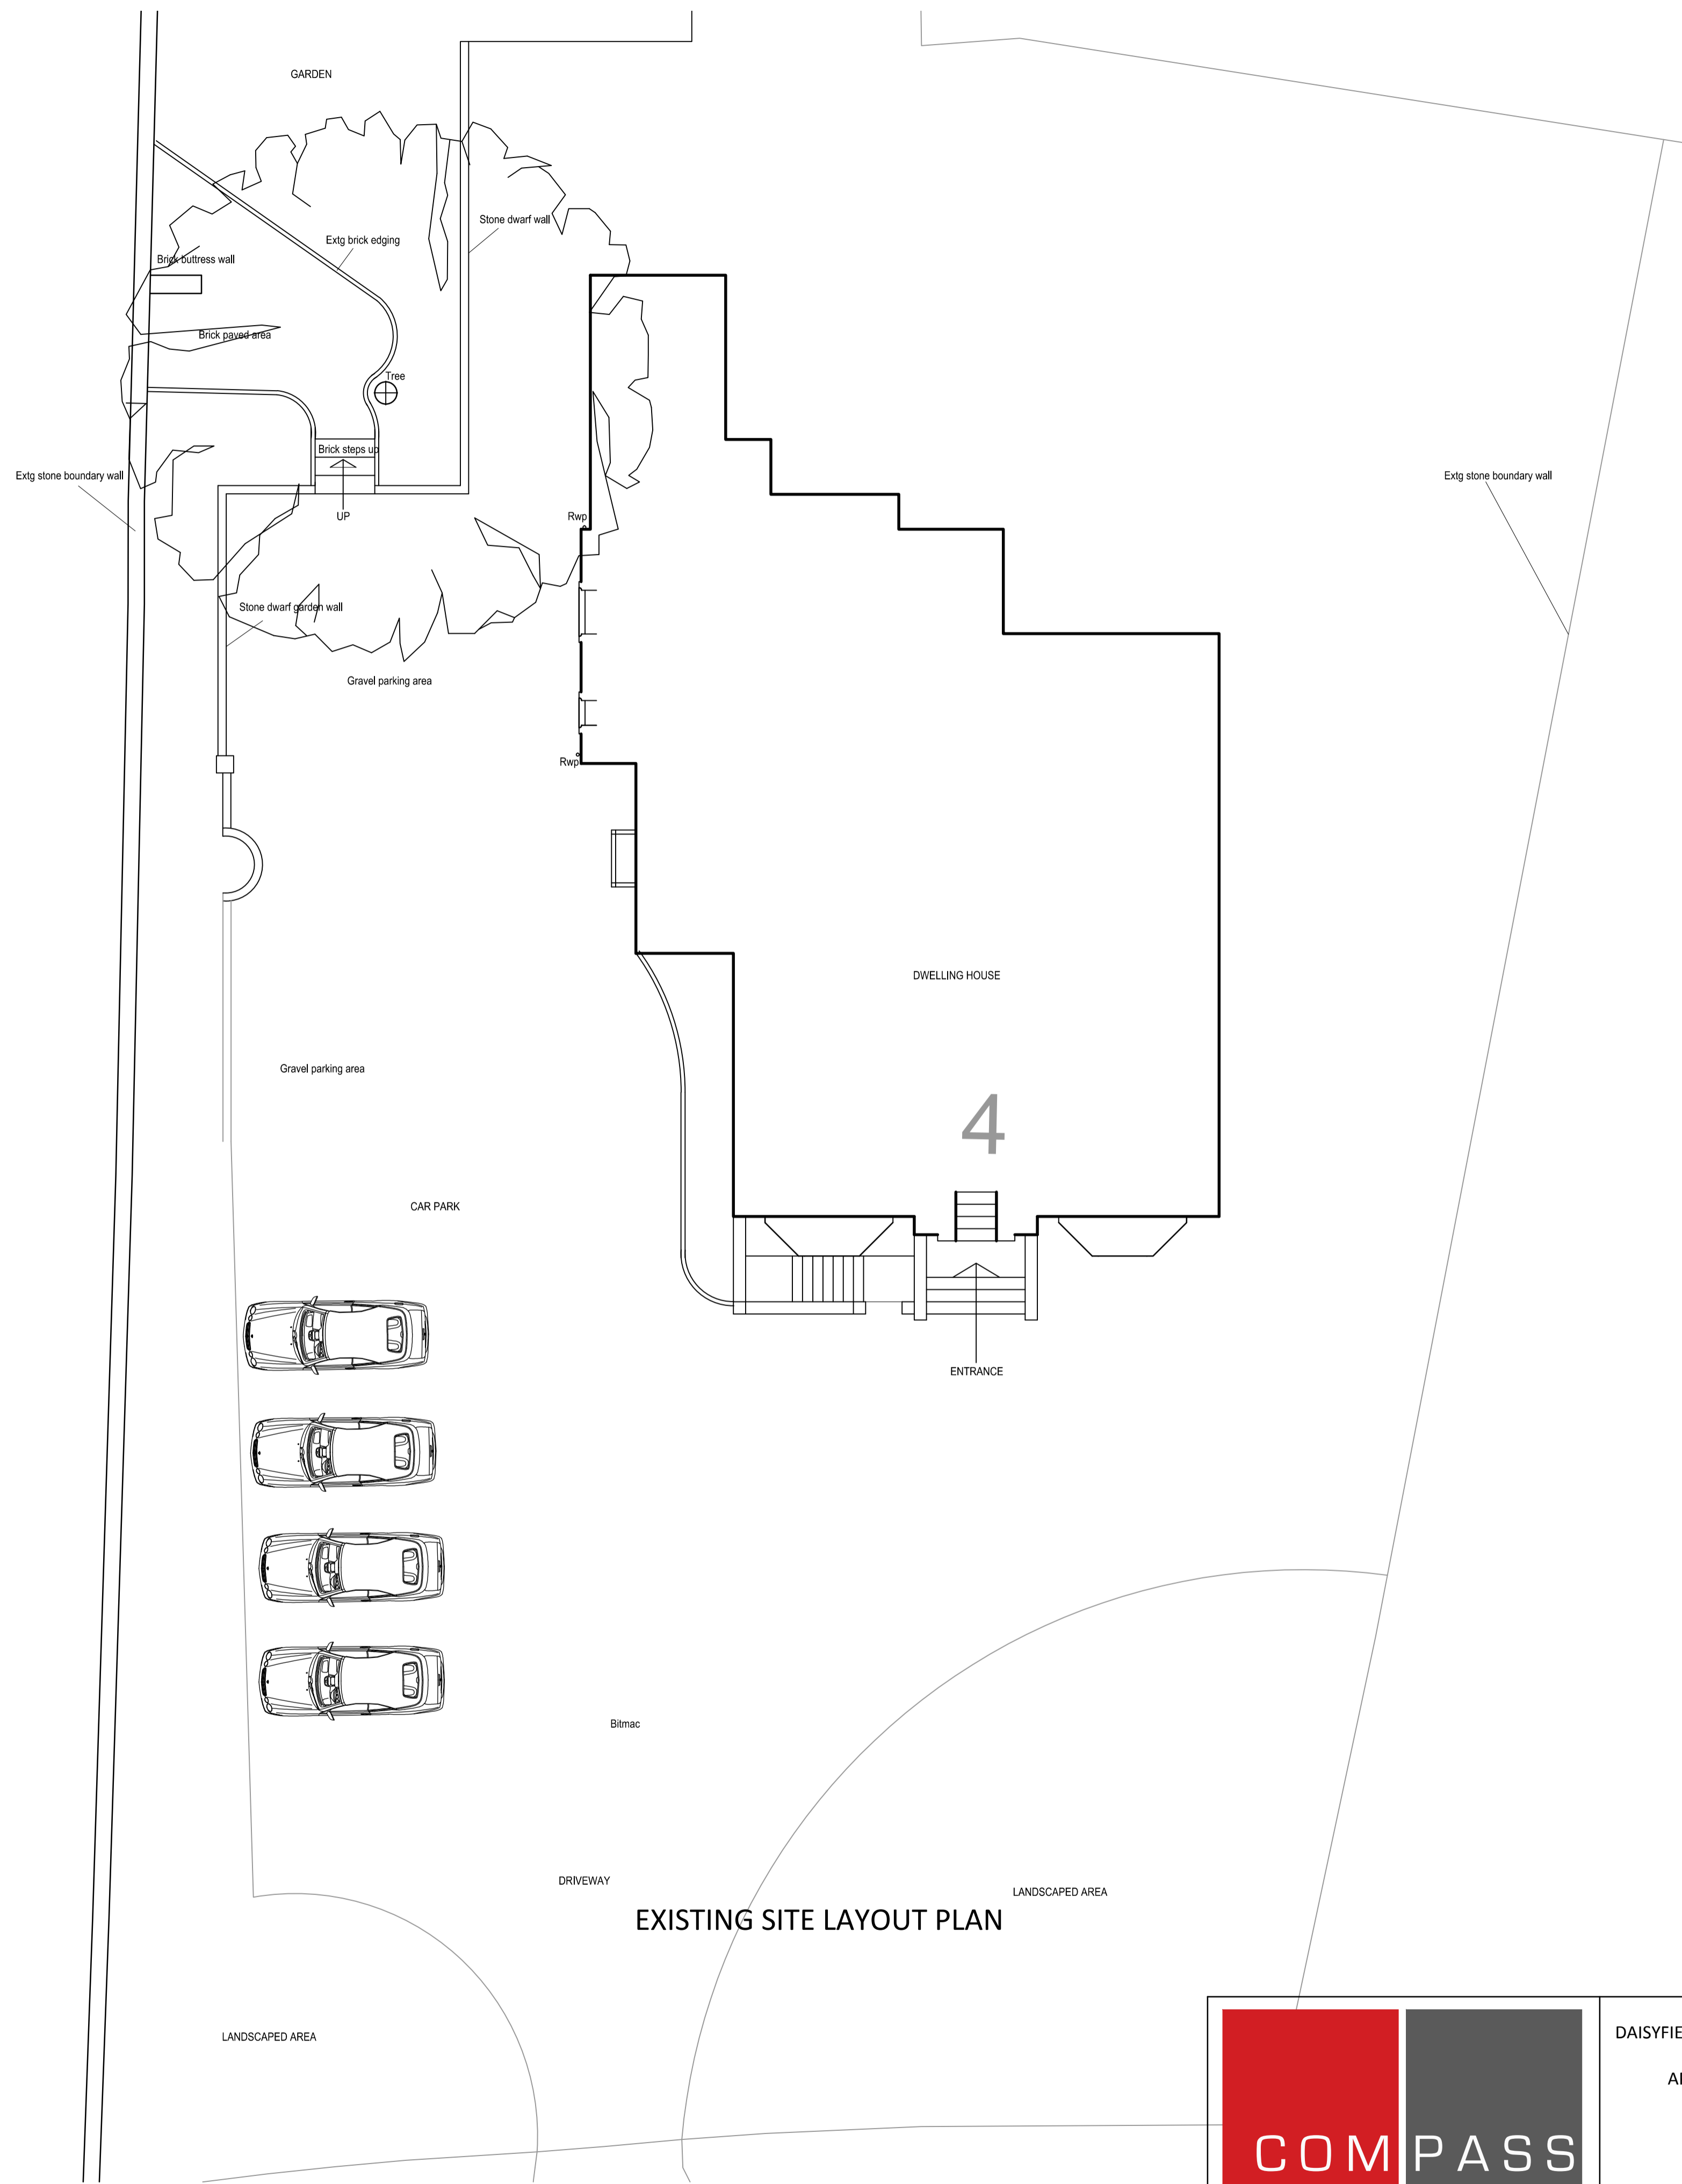 GARDEN
Stone dwarf wall
Extg brick edging
Brick buttress wall
Brick paved area
Tree
Brick steps up
Extg stone boundary wall
Extg stone boundary wall
UP
Rwp
Stone dwarf garden wall
Gravel parking area
Rwp
DWELLING HOUSE
Gravel parking area
4
CAR PARK
ENTRANCE
Bitmac
DRIVEWAY
LANDSCAPED AREA
EXISTING SITE LAYOUT PLAN
LANDSCAPED AREA
COMPASS